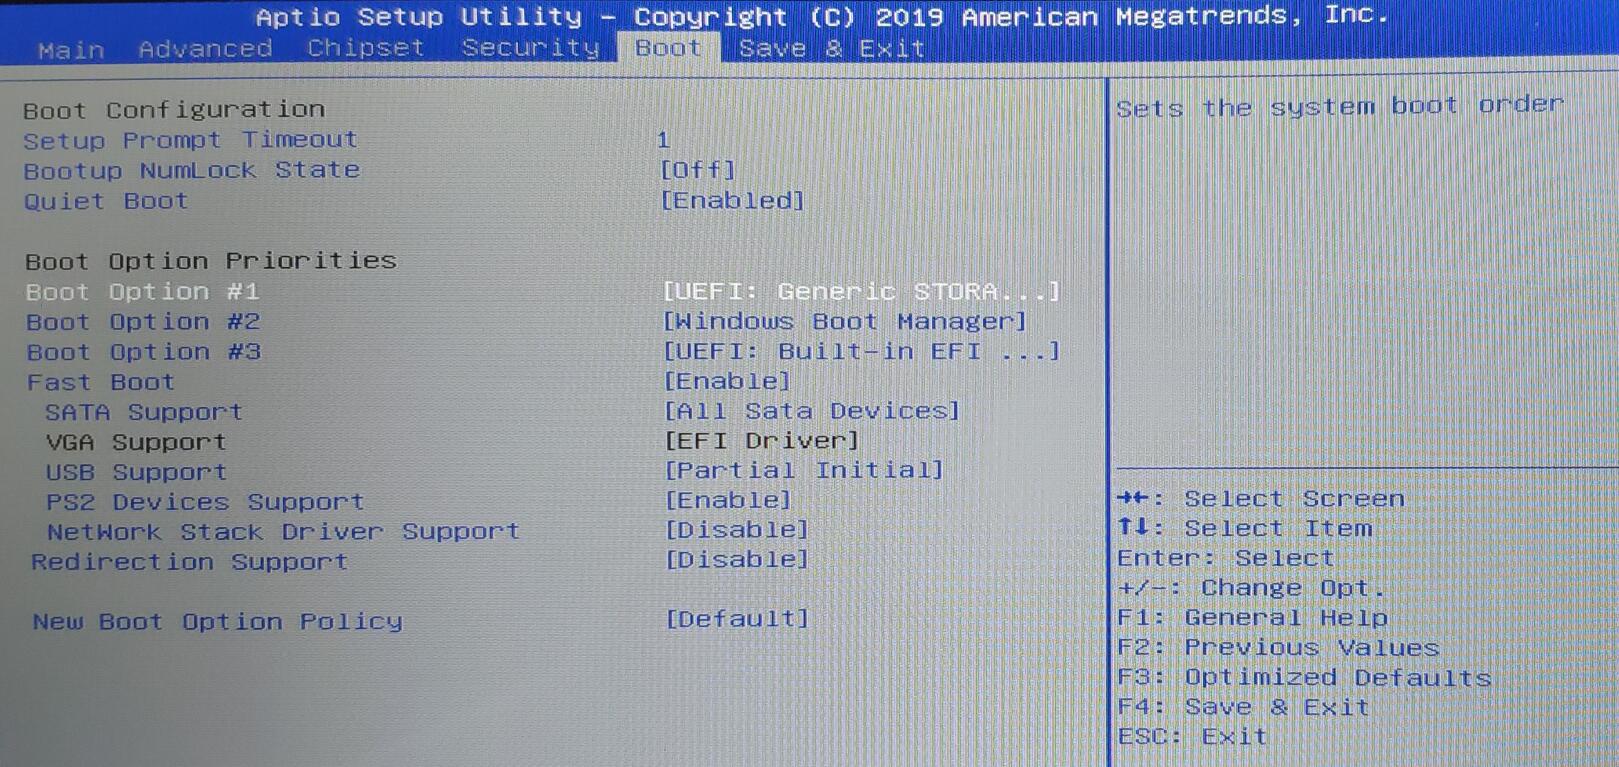 Aptio Setup Utility – Copyright (C) 2019 American Megatrends, Inc.
Main Advanced Chipset Security Boot Save & Exit
Boot Configuration
Setup Prompt Timeout 1
Bootup NumLock State [Off]
Quiet Boot [Enabled]
Boot Option Priorities
Boot Option #1 [UEFI: Generic STORA...]
Boot Option #2 [Windows Boot Manager]
Boot Option #3 [UEFI: Built-in EFI ...]
Fast Boot [Enable]
SATA Support [All Sata Devices]
VGA Support [EFI Driver]
USB Support [Partial Initial]
PS2 Devices Support [Enable]
NetWork Stack Driver Support [Disable]
Redirection Support [Disable]
New Boot Option Policy [Default]
Sets the system boot order
→←: Select Screen
↑↓: Select Item
Enter: Select
+/-: Change Opt.
F1: General Help
F2: Previous Values
F3: Optimized Defaults
F4: Save & Exit
ESC: Exit